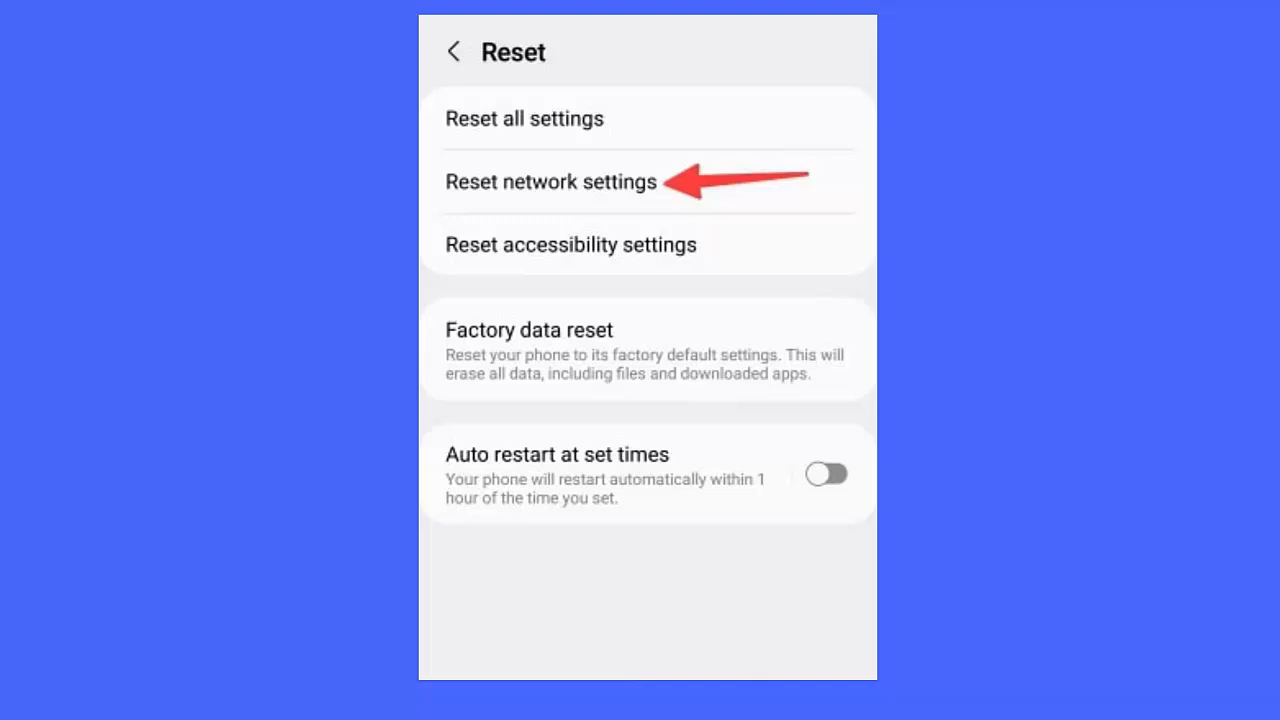 Reset
Reset all settings
Reset network settings
Reset accessibility settings
Factory data reset
Reset your phone to its factory default settings. This will
erase all data, including files and downloaded apps.
Auto restart at set times
Your phone will restart automatically within 1
hour of the time you set.